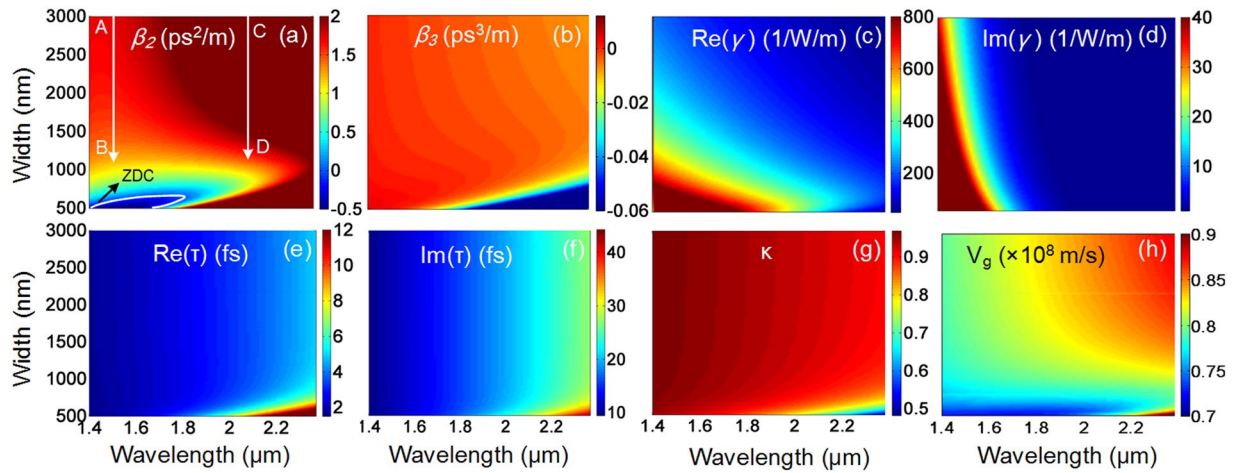 3000
2500
2000
1500
1000
500
Width (nm)
A
B
C
D
ZDC
β2 (ps²/m)
(a)
2
1.5
1
0.5
0
-0.5
β3 (ps³/m)
(b)
0
-0.02
-0.04
-0.06
Re(γ) (1/W/m)
(c)
800
600
400
200
Im(γ) (1/W/m)
(d)
40
30
20
10
3000
2500
2000
1500
1000
500
Width (nm)
Re(τ) (fs)
(e)
12
10
8
6
4
2
Im(τ) (fs)
(f)
40
30
20
10
κ
(g)
0.9
0.8
0.7
0.6
0.5
Vg (×10⁸ m/s)
(h)
0.9
0.85
0.8
0.75
0.7
1.4 1.6 1.8 2 2.2
1.4 1.6 1.8 2 2.2
1.4 1.6 1.8 2 2.2
1.4 1.6 1.8 2 2.2
Wavelength (μm)
Wavelength (μm)
Wavelength (μm)
Wavelength (μm)